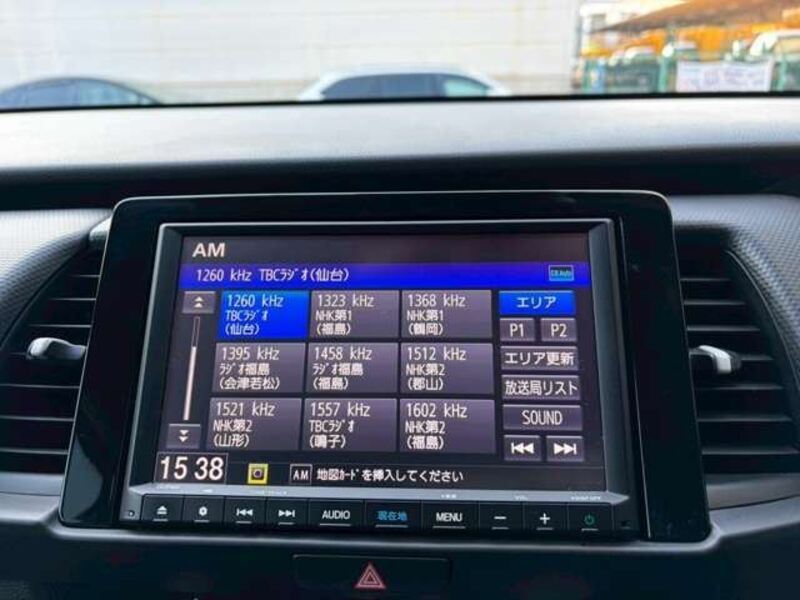 AM
1260 kHz TBCﾗｼﾞｵ(仙台)
1260 kHz
TBCﾗｼﾞｵ
(仙台)
1323 kHz
NHK第1
(福島)
1368 kHz
NHK第1
(鶴岡)
エリア
P1 P2
1395 kHz
ﾗｼﾞｵ福島
(会津若松)
1458 kHz
ﾗｼﾞｵ福島
(福島)
1512 kHz
NHK第2
(郡山)
エリア更新
放送局リスト
1521 kHz
NHK第2
(山形)
1557 kHz
TBCﾗｼﾞｵ
(鳴子)
1602 kHz
NHK第2
(福島)
SOUND
15 38
AM 地図ｶｰﾄﾞを挿入してください
AUDIO 現在地 MENU